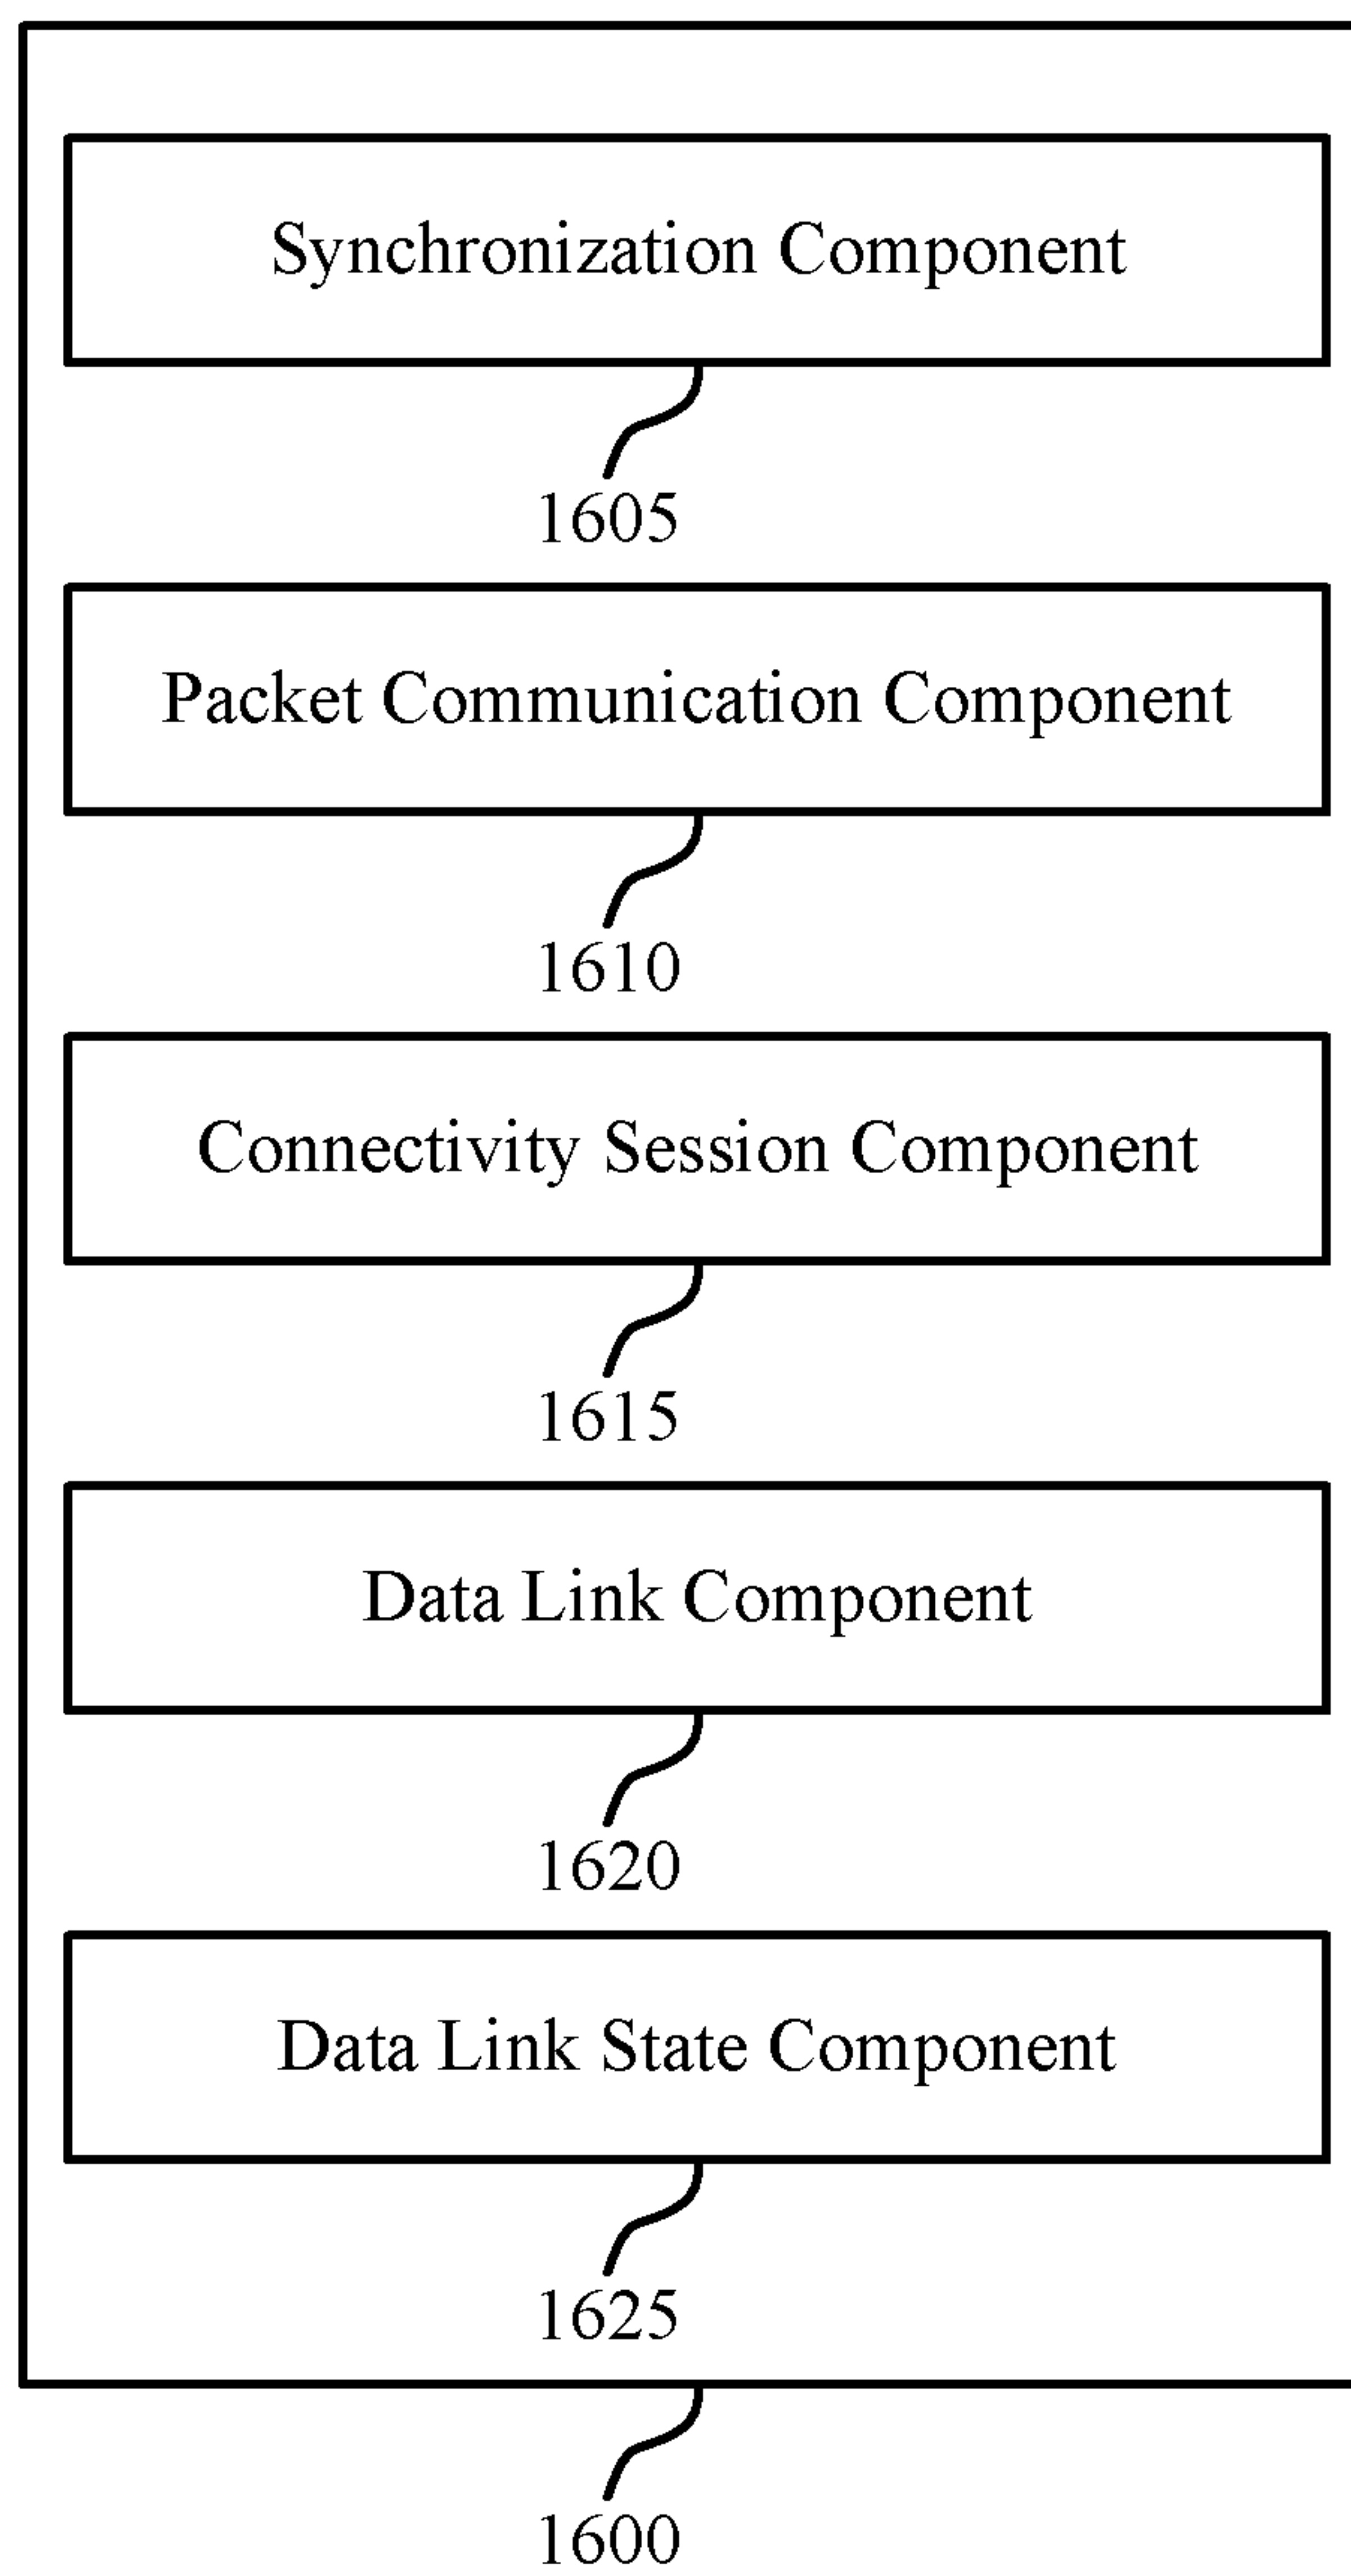 Synchronization Component
1605
Packet Communication Component
1610
Connectivity Session Component
1615
Data Link Component
1620
Data Link State Component
1625
1600